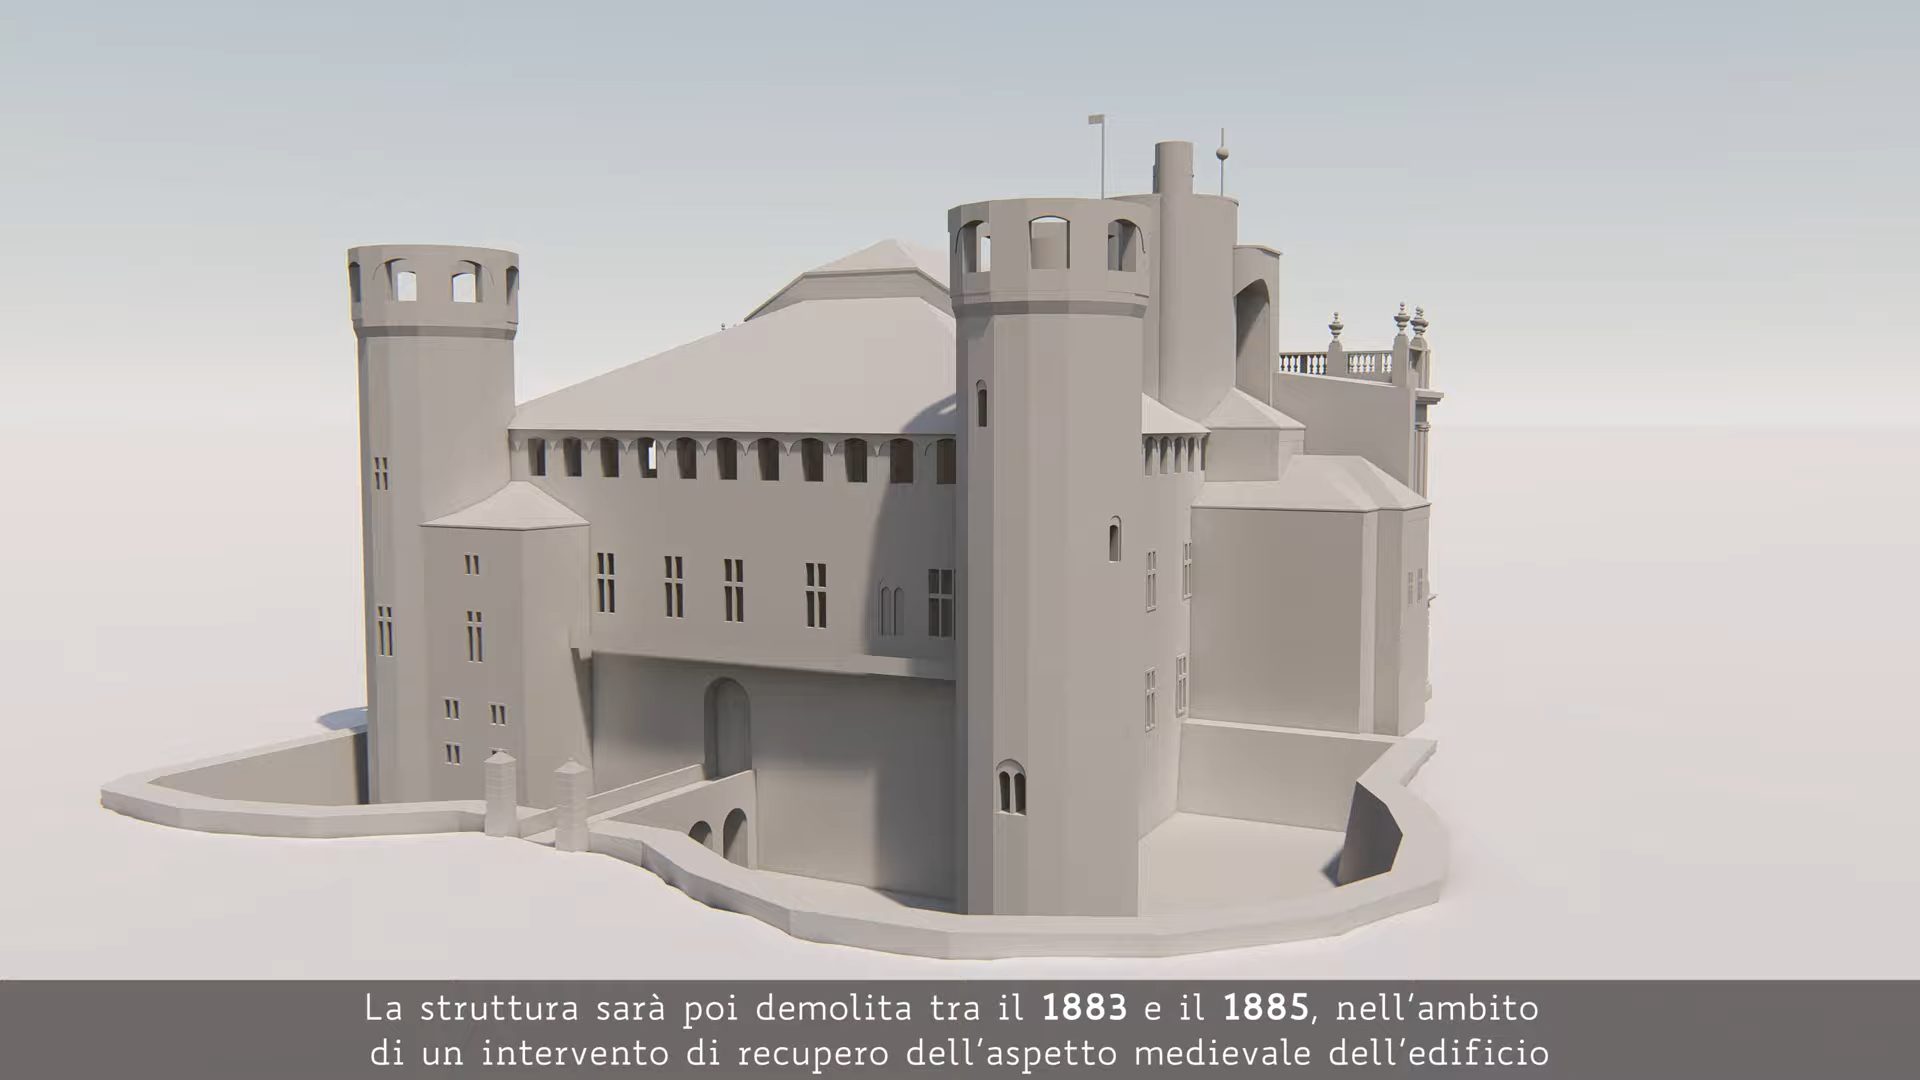 La struttura sarà poi demolita tra il 1883 e il 1885, nell'ambito
di un intervento di recupero dell'aspetto medievale dell'edificio